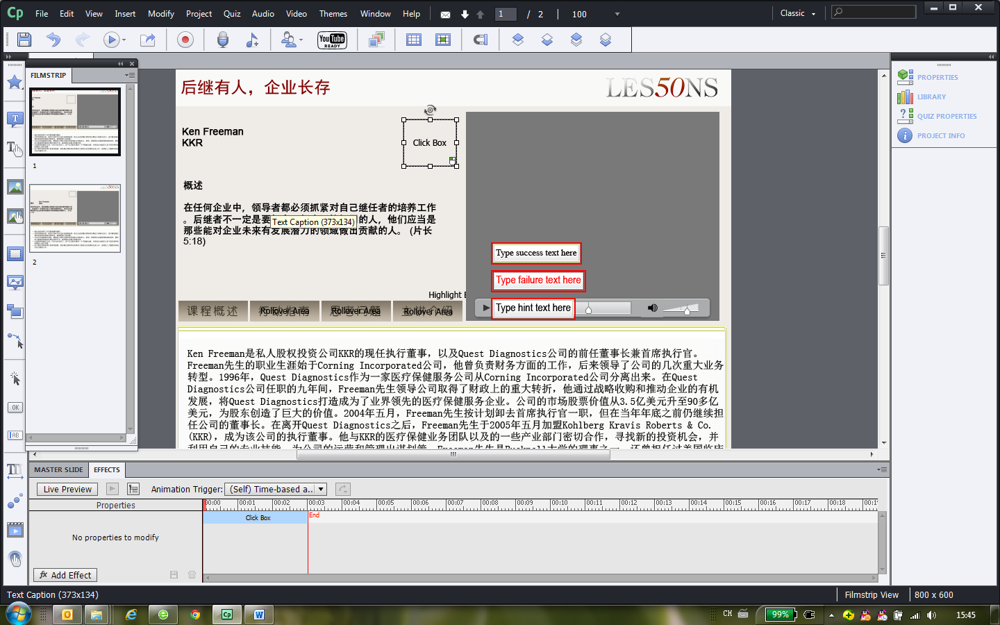 Cp File Edit View Insert Modify Project Quiz Audio Video Themes Window Help 1 / 2 100 Classic
You Tube READY
FILMSTRIP
1
2
PROPERTIES
LIBRARY
QUIZ PROPERTIES
PROJECT INFO
后继有人，企业长存
LES50NS
Ken Freeman
KKR
Click Box
概述
在任何企业中，领导者都必须抓紧对自己继任者的培养工作
。后继者不一定是要
的人，他们应当是
Text Caption (373x134)
那些能对企业未来有发展潜力的领域做出贡献的人。 (片长
5:18)
Type success text here
Type failure text here
Type hint text here
Highlight
课程概述 行动指南 思考问题 主讲介绍
Rollover Area Rollover Area Rollover Area
Ken Freeman是私人股权投资公司KKR的现任执行董事，以及Quest Diagnostics公司的前任董事长兼首席执行官。
Freeman先生的职业生涯始于Corning Incorporated公司，他曾负责财务方面的工作，后来领导了公司的几次重大业务
转型。1996年，Quest Diagnostics作为一家医疗保健服务公司从Corning Incorporated公司分离出来。在Quest
Diagnostics公司任职的九年间，Freeman先生领导公司取得了财政上的重大转折，他通过战略收购和推动企业的有机
发展，将Quest Diagnostics打造成为了业界领先的医疗保健服务企业。公司的市场股票价值从3.5亿美元升至90多亿
美元，为股东创造了巨大的价值。2004年五月，Freeman先生按计划卸去首席执行官一职，但在当年年底之前仍继续担
任公司的董事长。在离开Quest Diagnostics之后，Freeman先生于2005年五月加盟Kohlberg Kravis Roberts & Co.
(KKR)，成为该公司的执行董事。他与KKR的医疗保健业务团队以及的一些产业部门密切合作，寻找新的投资机会，并
OK
AB
MASTER SLIDE EFFECTS
Live Preview Animation Trigger: (Self) Time-based a..
Properties 00:00 00:01 00:02 00:03 00:04 00:05 00:06 00:07 00:08 00:09 00:10 00:11 00:12 00:13 00:14 00:15 00:16 00:17 00:18
Click Box End
No properties to modify
fx Add Effect
Text Caption (373x134) Filmstrip View 800 x 600
CH 99% 15:45